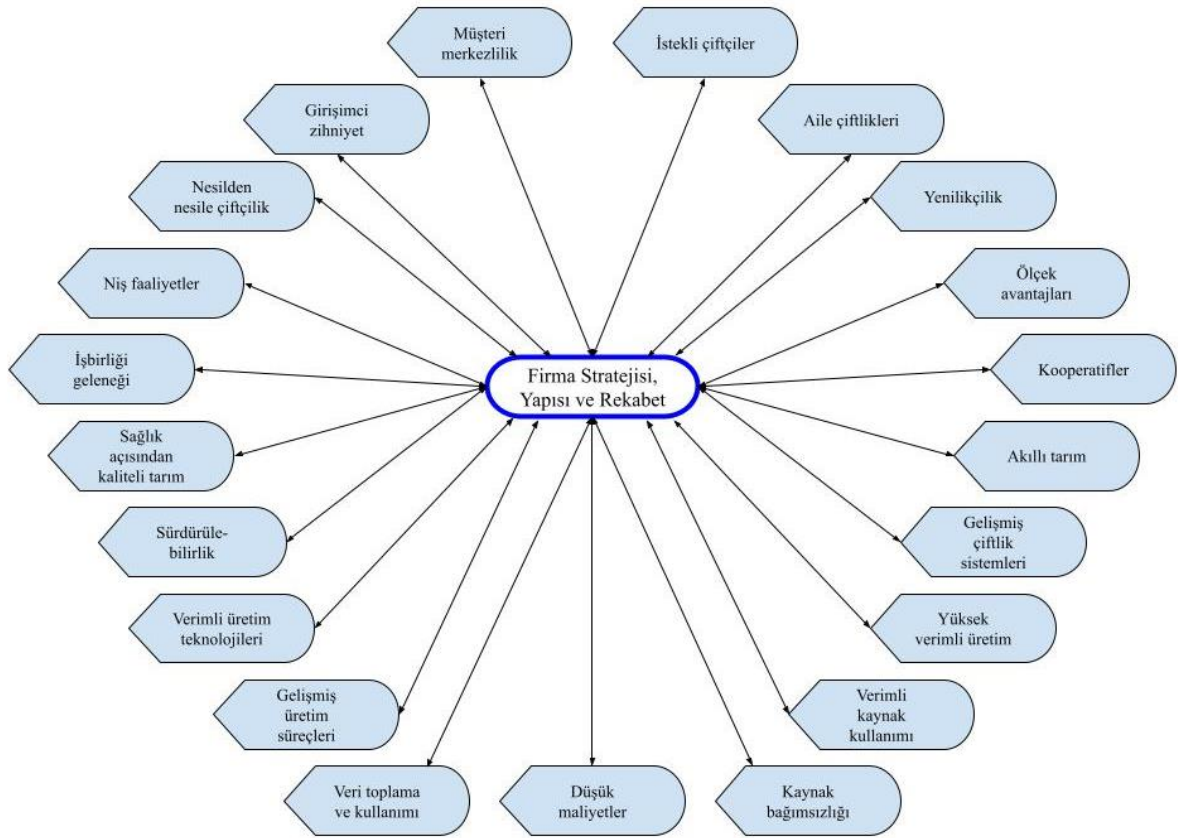 Müşteri
merkezlilik
İstekli çiftçiler
Girişimci
zihniyet
Aile çiftlikleri
Nesilden
nesile çiftçilik
Yenilikçilik
Niş faaliyetler
Ölçek
avantajları
İşbirliği
geleneği
Firma Stratejisi,
Yapısı ve Rekabet
Kooperatifler
Sağlık
açısından
kaliteli tarım
Akıllı tarım
Sürdürüle-
bilirlik
Gelişmiş
çiftlik
sistemleri
Verimli üretim
teknolojileri
Yüksek
verimli üretim
Gelişmiş
üretim
süreçleri
Verimli
kaynak
kullanımı
Veri toplama
ve kullanımı
Düşük
maliyetler
Kaynak
bağımsızlığı